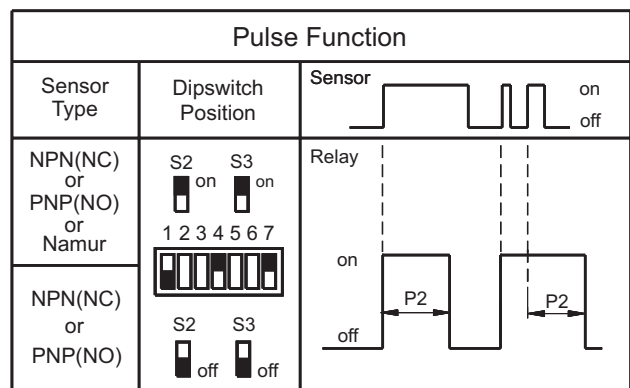 Pulse Function
Sensor Type
Dipswitch Position
Sensor
on
off
NPN(NC)
or
PNP(NO)
or
Namur
S2 S3
on on
1 2 3 4 5 6 7
NPN(NC)
or
PNP(NO)
S2 S3
off off
Relay
on
off
P2
P2